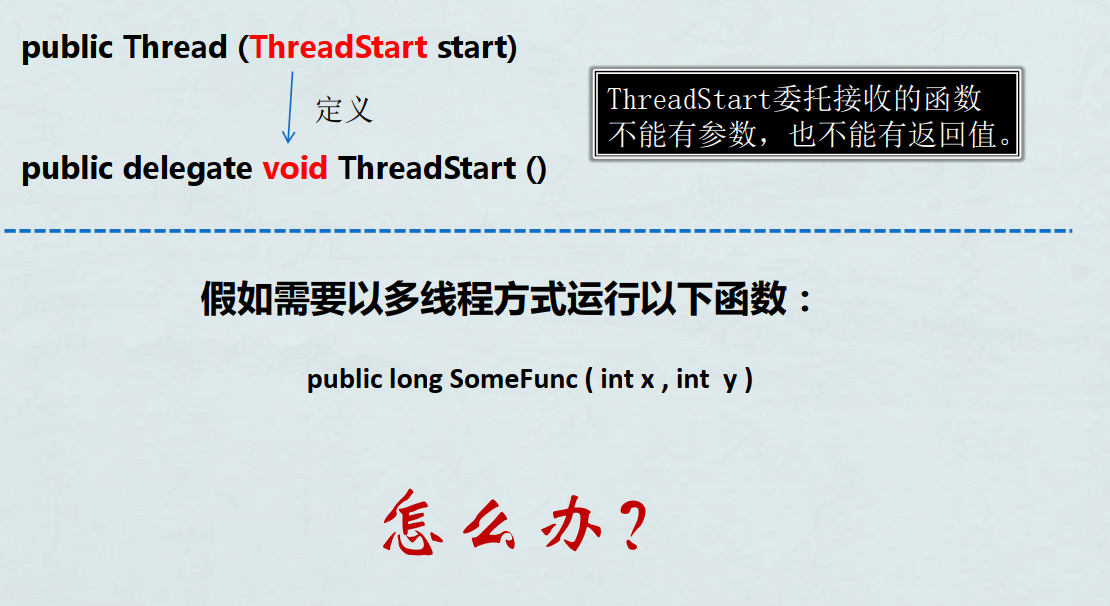 public Thread (ThreadStart start)
定义
public delegate void ThreadStart ()
ThreadStart委托接收的函数
不能有参数，也不能有返回值。
假如需要以多线程方式运行以下函数：
public long SomeFunc ( int x , int y )
怎么办？